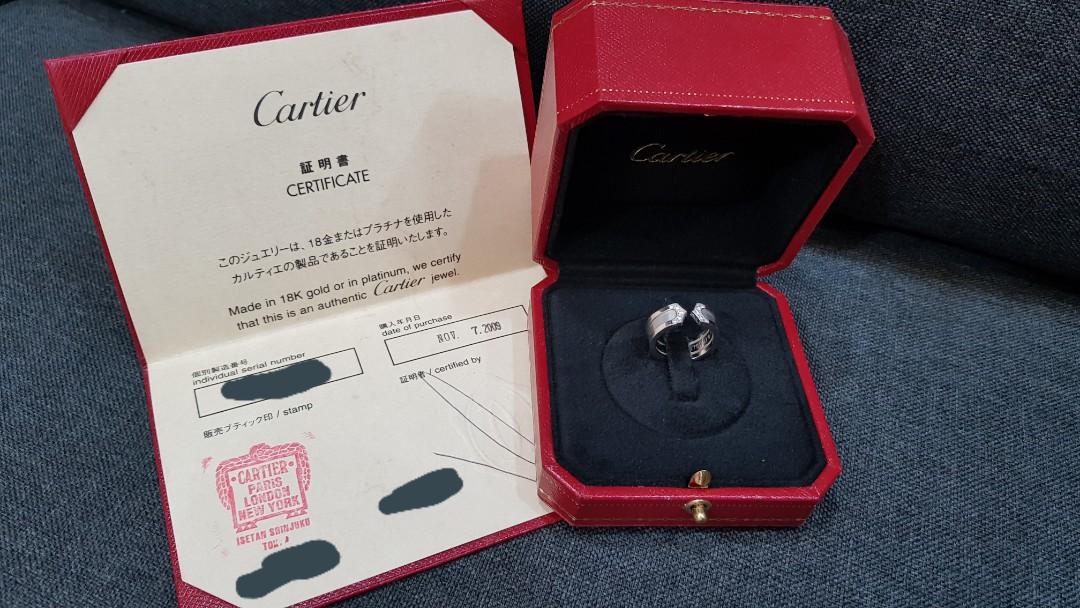 Cartier
証明書
CERTIFICATE
このジュエリーは、18金またはプラチナを使用した
カルティエの製品であることを証明いたします。
Made in 18K gold or in platinum, we certify
that this is an authentic Cartier jewel.
個別製造番号
individual serial number
購入年月日
date of purchase
NOV. 7.2009
販売ブティック印 / stamp
証明者 / certified by
CARTIER
PARIS
LONDON
NEW YORK
ISETAN SHINJUKU
Cartier